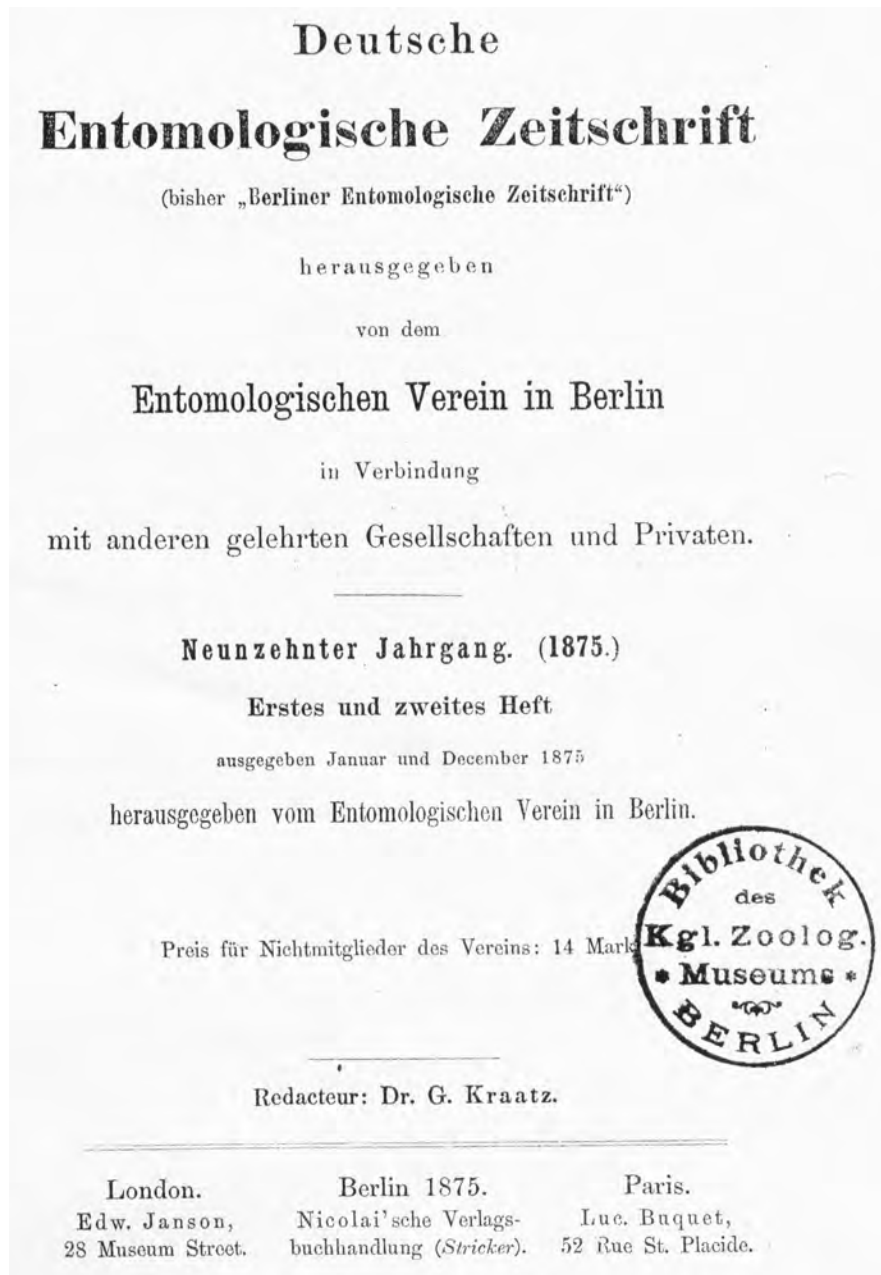 Deutsche
Entomologische Zeitschrift
(bisher „Berliner Entomologische Zeitschrift“)
herausgegeben
von dem
Entomologischen Verein in Berlin
in Verbindung
mit anderen gelehrten Gesellschaften und Privaten.
Neunzehnter Jahrgang. (1875.)
Erstes und zweites Heft
ausgegeben Januar und December 1875
herausgegeben vom Entomologischen Verein in Berlin.
Preis für Nichtmitglieder des Vereins: 14 Mark
Bibliothek
des
Kgl. Zoolog.
* Museums *
BERLIN
Redacteur: Dr. G. Kraatz.
London.
Edw. Janson,
28 Museum Street.
Berlin 1875.
Nicolai'sche Verlags-
buchhandlung (Stricker).
Paris.
Luc. Buquet,
52 Rue St. Placide.